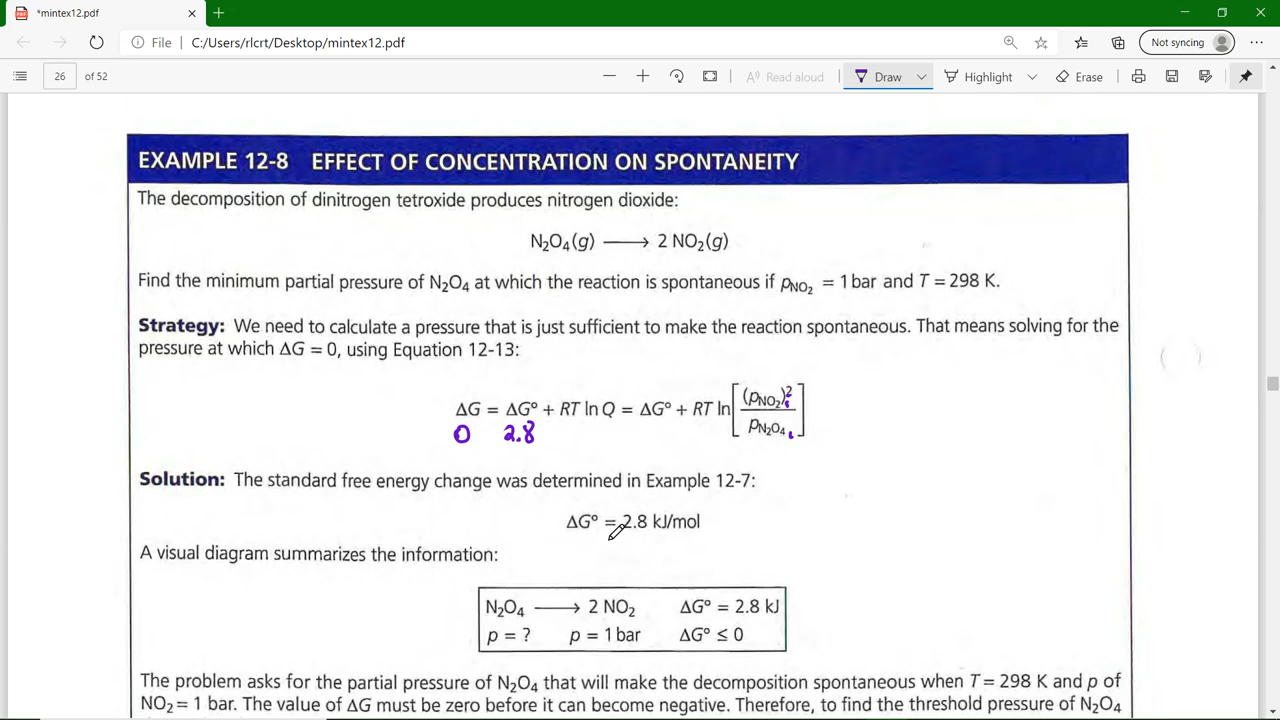 *mintex12.pdf
File C:/Users/rlcrt/Desktop/mintex12.pdf Not syncing
26 of 52 Read aloud Draw Highlight Erase
EXAMPLE 12-8 EFFECT OF CONCENTRATION ON SPONTANEITY
The decomposition of dinitrogen tetroxide produces nitrogen dioxide:
N₂O₄(g) ⟶ 2 NO₂(g)
Find the minimum partial pressure of N₂O₄ at which the reaction is spontaneous if p_NO₂ = 1 bar and T = 298 K.
Strategy: We need to calculate a pressure that is just sufficient to make the reaction spontaneous. That means solving for the
pressure at which ΔG = 0, using Equation 12-13:
ΔG = ΔG° + RT ln Q = ΔG° + RT ln[(p_NO₂)²/p_N₂O₄]
0 2.8
Solution: The standard free energy change was determined in Example 12-7:
ΔG° = 2.8 kJ/mol
A visual diagram summarizes the information:
N₂O₄ ⟶ 2 NO₂ ΔG° = 2.8 kJ
p = ? p = 1 bar ΔG° ≤ 0
The problem asks for the partial pressure of N₂O₄ that will make the decomposition spontaneous when T = 298 K and p of
NO₂ = 1 bar. The value of ΔG must be zero before it can become negative. Therefore, to find the threshold pressure of N₂O₄